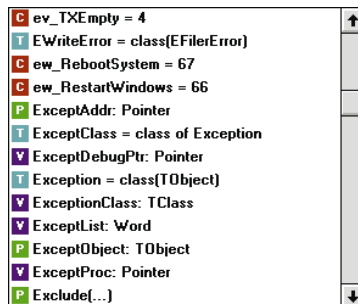 C ev_TXEmpty = 4
T EWriteError = class(EFilerError)
C ew_RebootSystem = 67
C ew_RestartWindows = 66
P ExceptAddr: Pointer
T ExceptClass = class of Exception
V ExceptDebugPtr: Pointer
T Exception = class(TObject)
V ExceptionClass: TClass
V ExceptList: Word
P ExceptObject: TObject
V ExceptProc: Pointer
P Exclude(...)